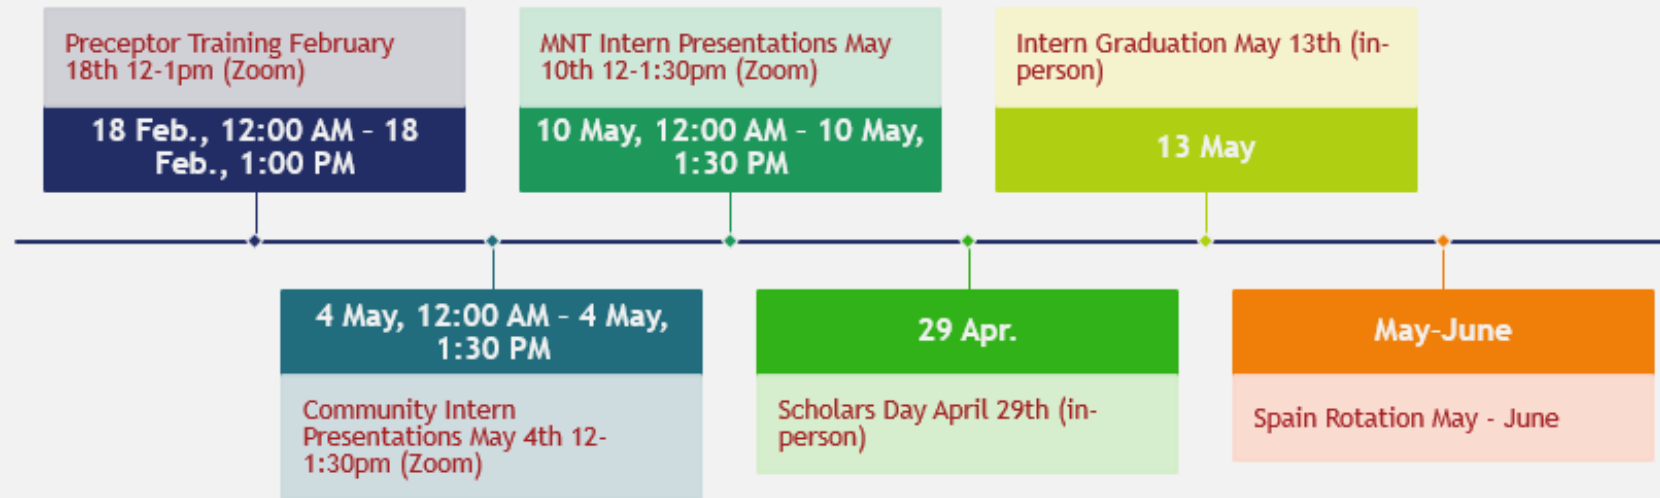 Preceptor Training February
18th 12-1pm (Zoom)
18 Feb., 12:00 AM – 18
Feb., 1:00 PM
4 May, 12:00 AM – 4 May,
1:30 PM
Community Intern
Presentations May 4th 12-
1:30pm (Zoom)
MNT Intern Presentations May
10th 12-1:30pm (Zoom)
10 May, 12:00 AM – 10 May,
1:30 PM
29 Apr.
Scholars Day April 29th (in-
person)
Intern Graduation May 13th (in-
person)
13 May
May–June
Spain Rotation May - June